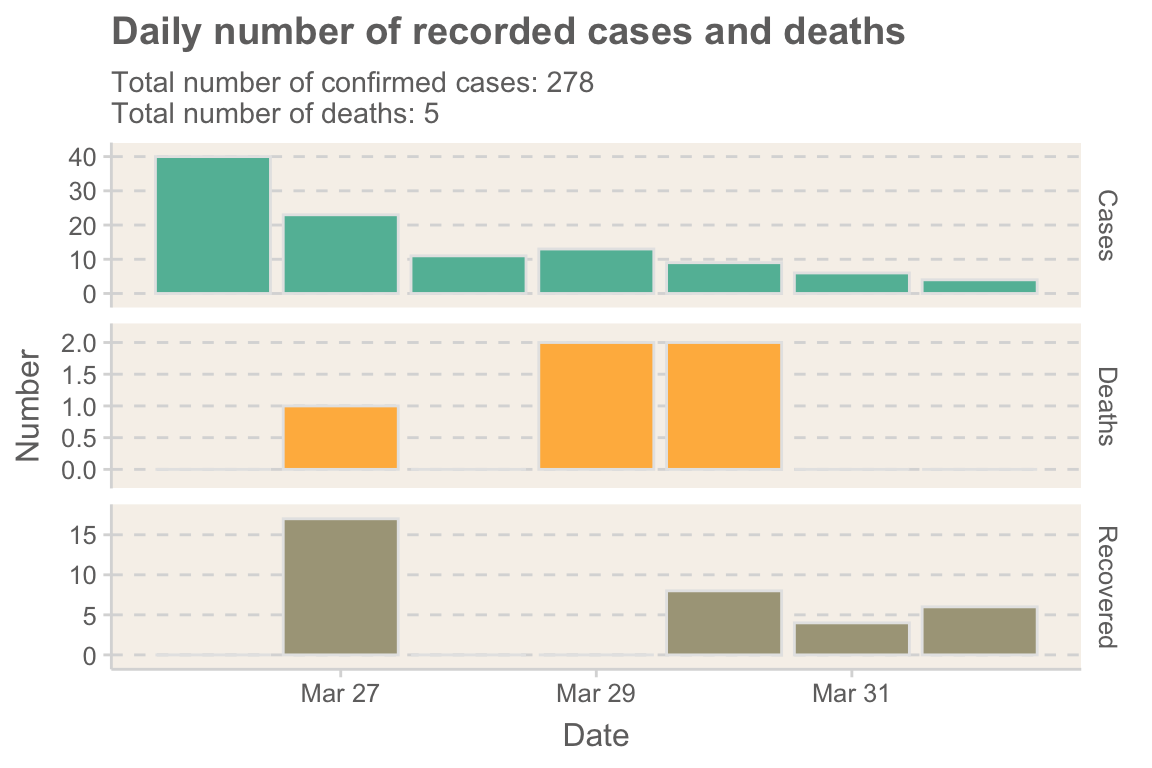 Daily number of recorded cases and deaths
Total number of confirmed cases: 278
Total number of deaths: 5
40
30
20
10
0
Cases
2.0
1.5
1.0
0.5
0.0
Deaths
Number
15
10
5
0
Recovered
Mar 27
Mar 29
Mar 31
Date